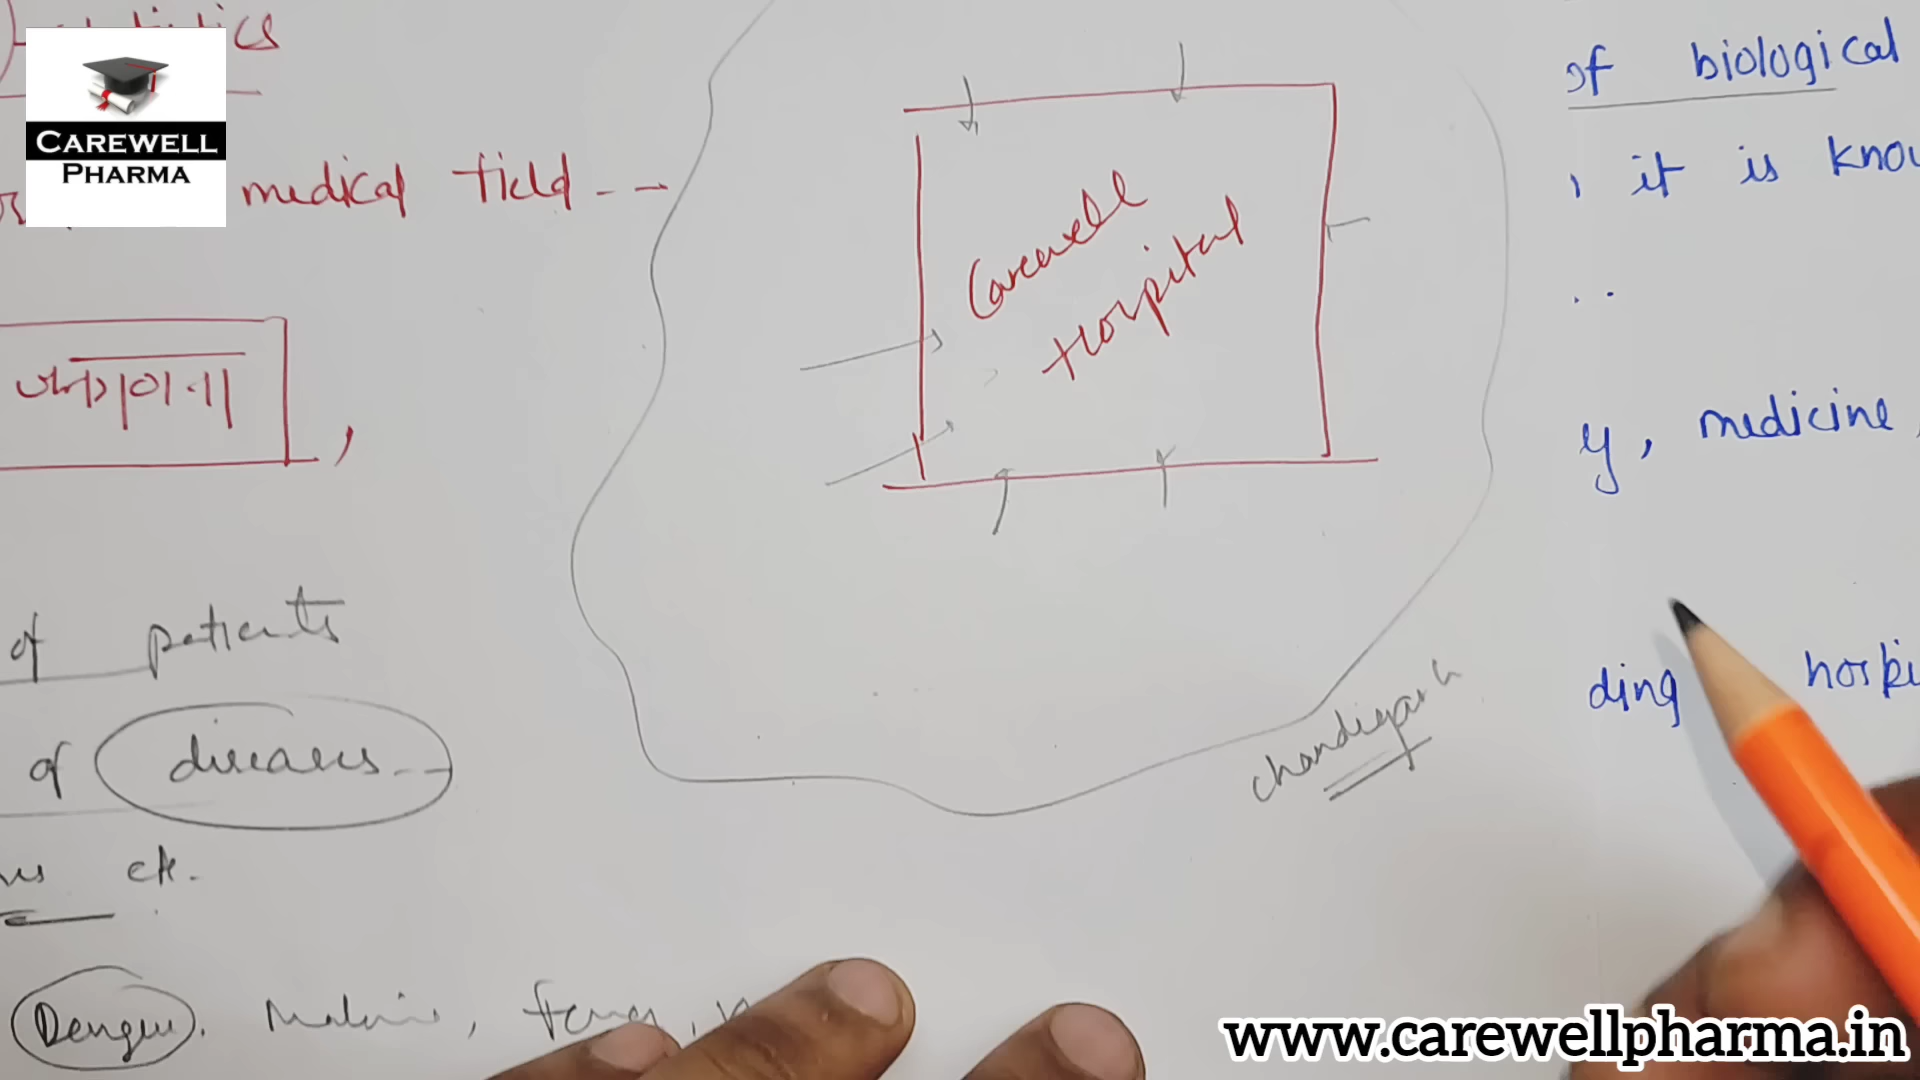 CAREWELL
PHARMA
medical field --
of patients
of diseases --
etc.
Dengue, Malaria, fever,
Carewell
Hospital
Chandigarh
of biological
, it is know
..
y, medicine,
ding hospi
www.carewellpharma.in